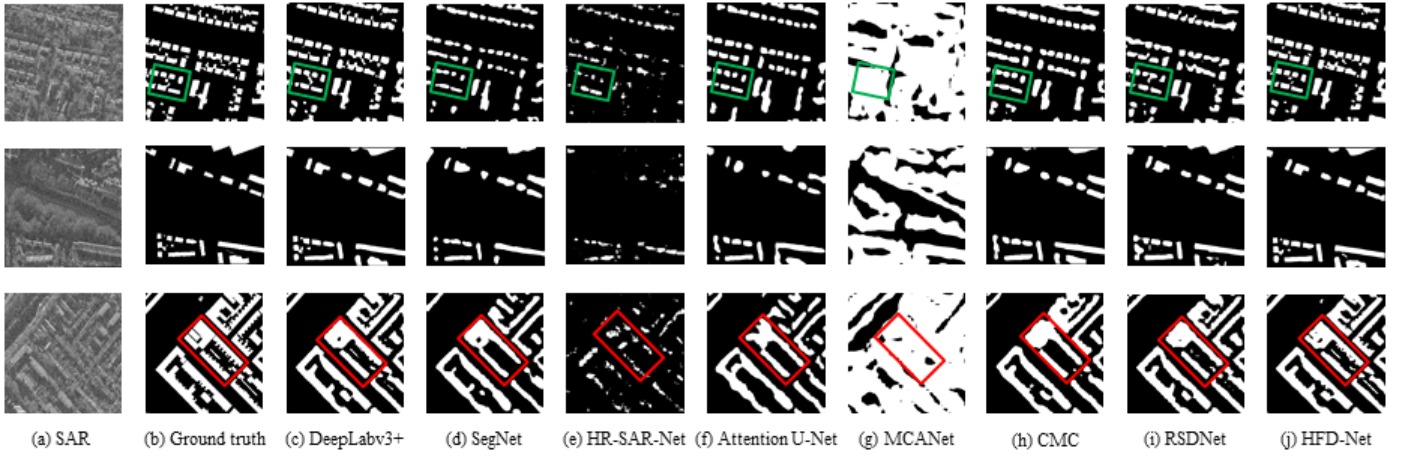 (a) SAR (b) Ground truth (c) DeepLabv3+ (d) SegNet (e) HR-SAR-Net (f) Attention U-Net (g) MCANet (h) CMC (i) RSDNet (j) HFD-Net